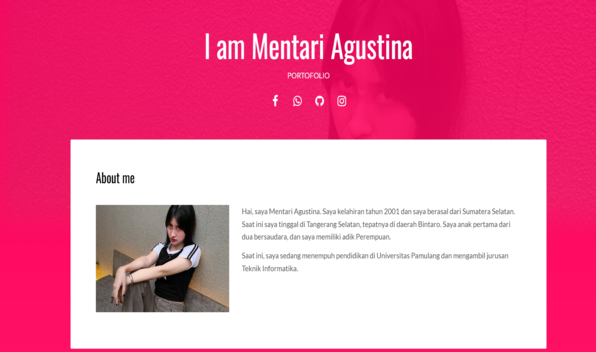 I am Mentari Agustina
PORTOFOLIO
About me
Hai, saya Mentari Agustina. Saya kelahiran tahun 2001 dan saya berasal dari Sumatera Selatan.
Saat ini saya tinggal di Tangerang Selatan, tepatnya di daerah Bintaro. Saya anak pertama dari
dua bersaudara, dan saya memiliki adik Perempuan.
Saat ini, saya sedang menempuh pendidikan di Universitas Pamulang dan mengambil jurusan
Teknik Informatika.